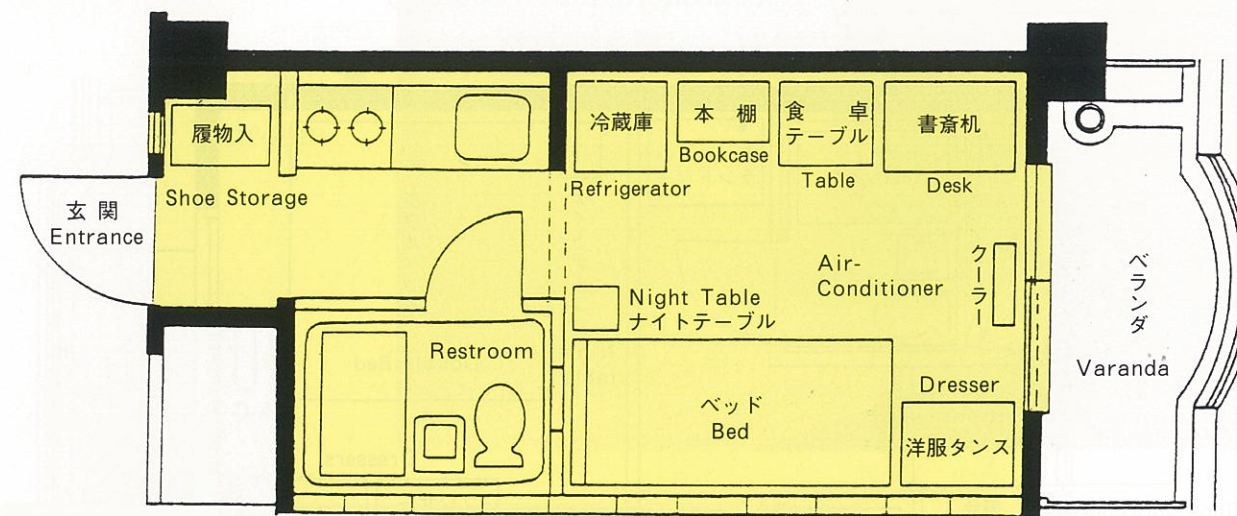 履物入
Shoe Storage
玄関
Entrance
冷蔵庫
Refrigerator
本棚
Bookcase
食卓
テーブル
Table
書斎机
Desk
Air-
Conditioner
クーラー
Night Table
ナイトテーブル
Restroom
ベッド
Bed
Dresser
洋服タンス
ベランダ
Varanda